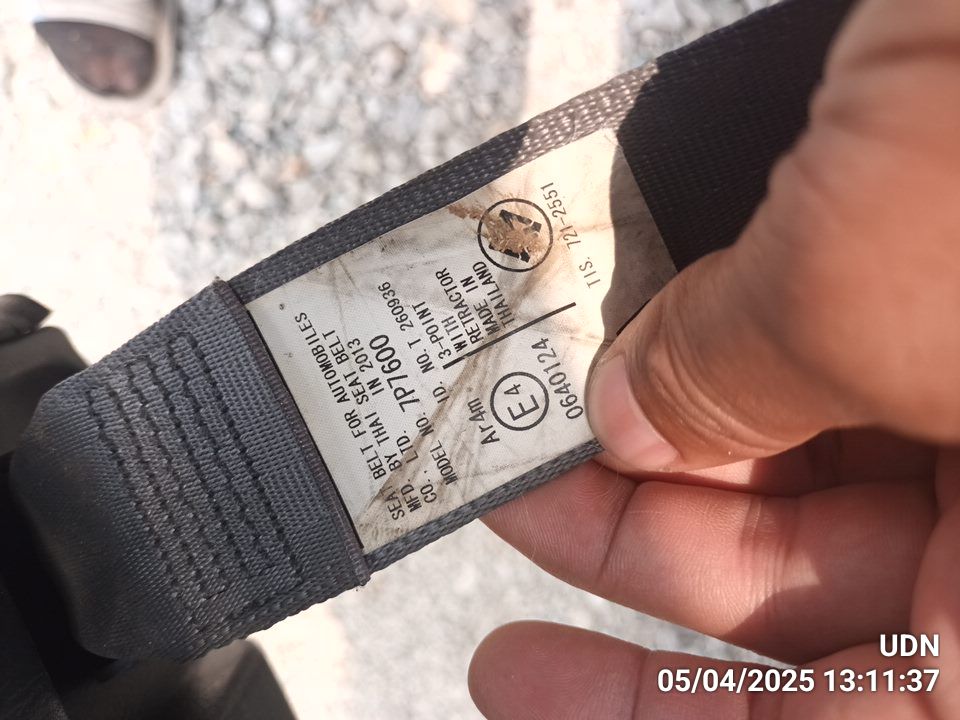 SEAT BELT FOR AUTOMOBILES
MFD. BY THAI SEAT BELT
CO. LTD. IN 2013
MODEL NO. 7P7600
ID. NO. T 260936
3-POINT
WITH RETRACTOR
MADE IN
THAILAND
Ar4m
E4
0640124
TIS. 721-2551
UDN
05/04/2025 13:11:37